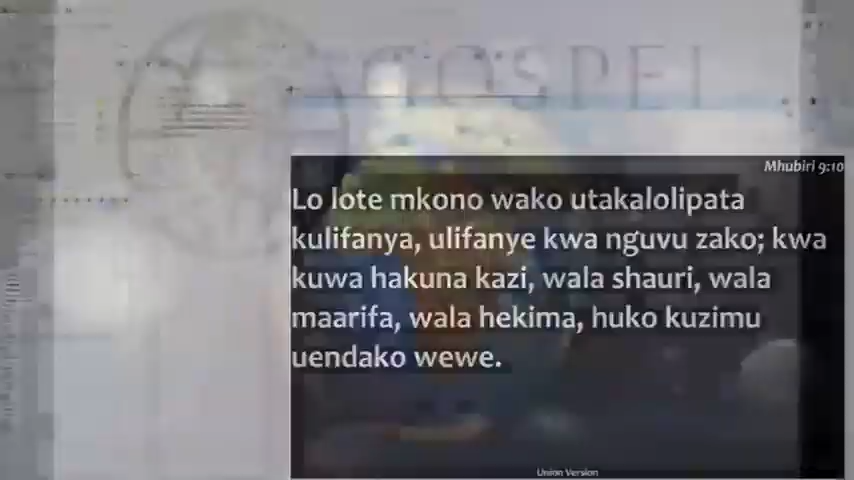 GOSPEL
Mhubiri 9:10
Lo lote mkono wako utakalolipata
kulifanya, ulifanye kwa nguvu zako; kwa
kuwa hakuna kazi, wala shauri, wala
maarifa, wala hekima, huko kuzimu
uendako wewe.
Union Version